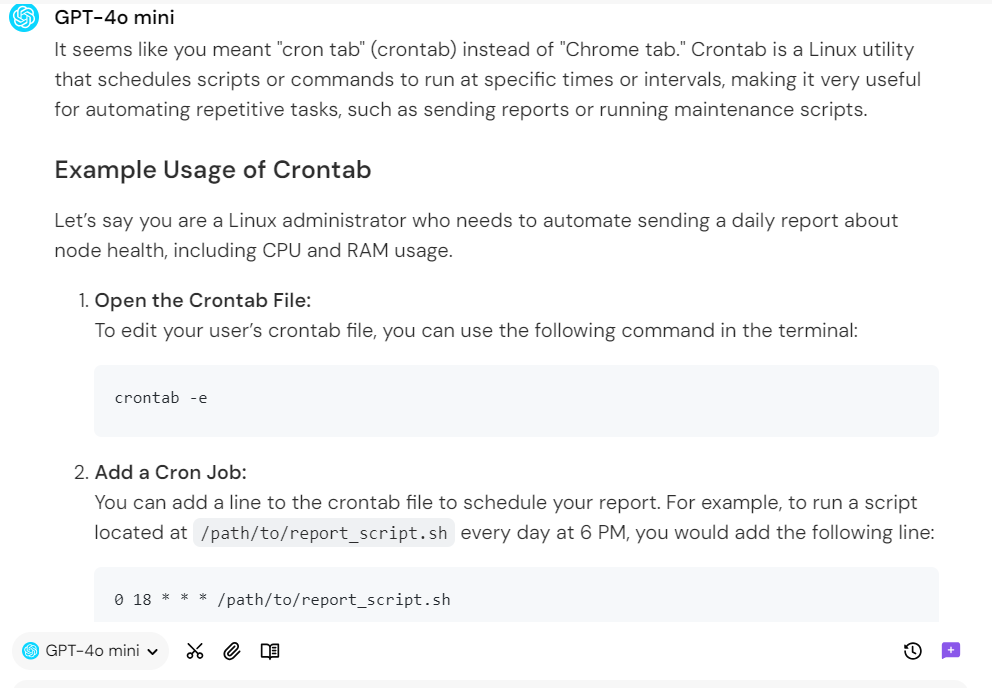 GPT-4o mini
It seems like you meant "cron tab" (crontab) instead of "Chrome tab." Crontab is a Linux utility
that schedules scripts or commands to run at specific times or intervals, making it very useful
for automating repetitive tasks, such as sending reports or running maintenance scripts.
Example Usage of Crontab
Let’s say you are a Linux administrator who needs to automate sending a daily report about
node health, including CPU and RAM usage.
1. Open the Crontab File:
To edit your user’s crontab file, you can use the following command in the terminal:
crontab -e
2. Add a Cron Job:
You can add a line to the crontab file to schedule your report. For example, to run a script
located at /path/to/report_script.sh every day at 6 PM, you would add the following line:
0 18 * * * /path/to/report_script.sh
GPT-4o mini